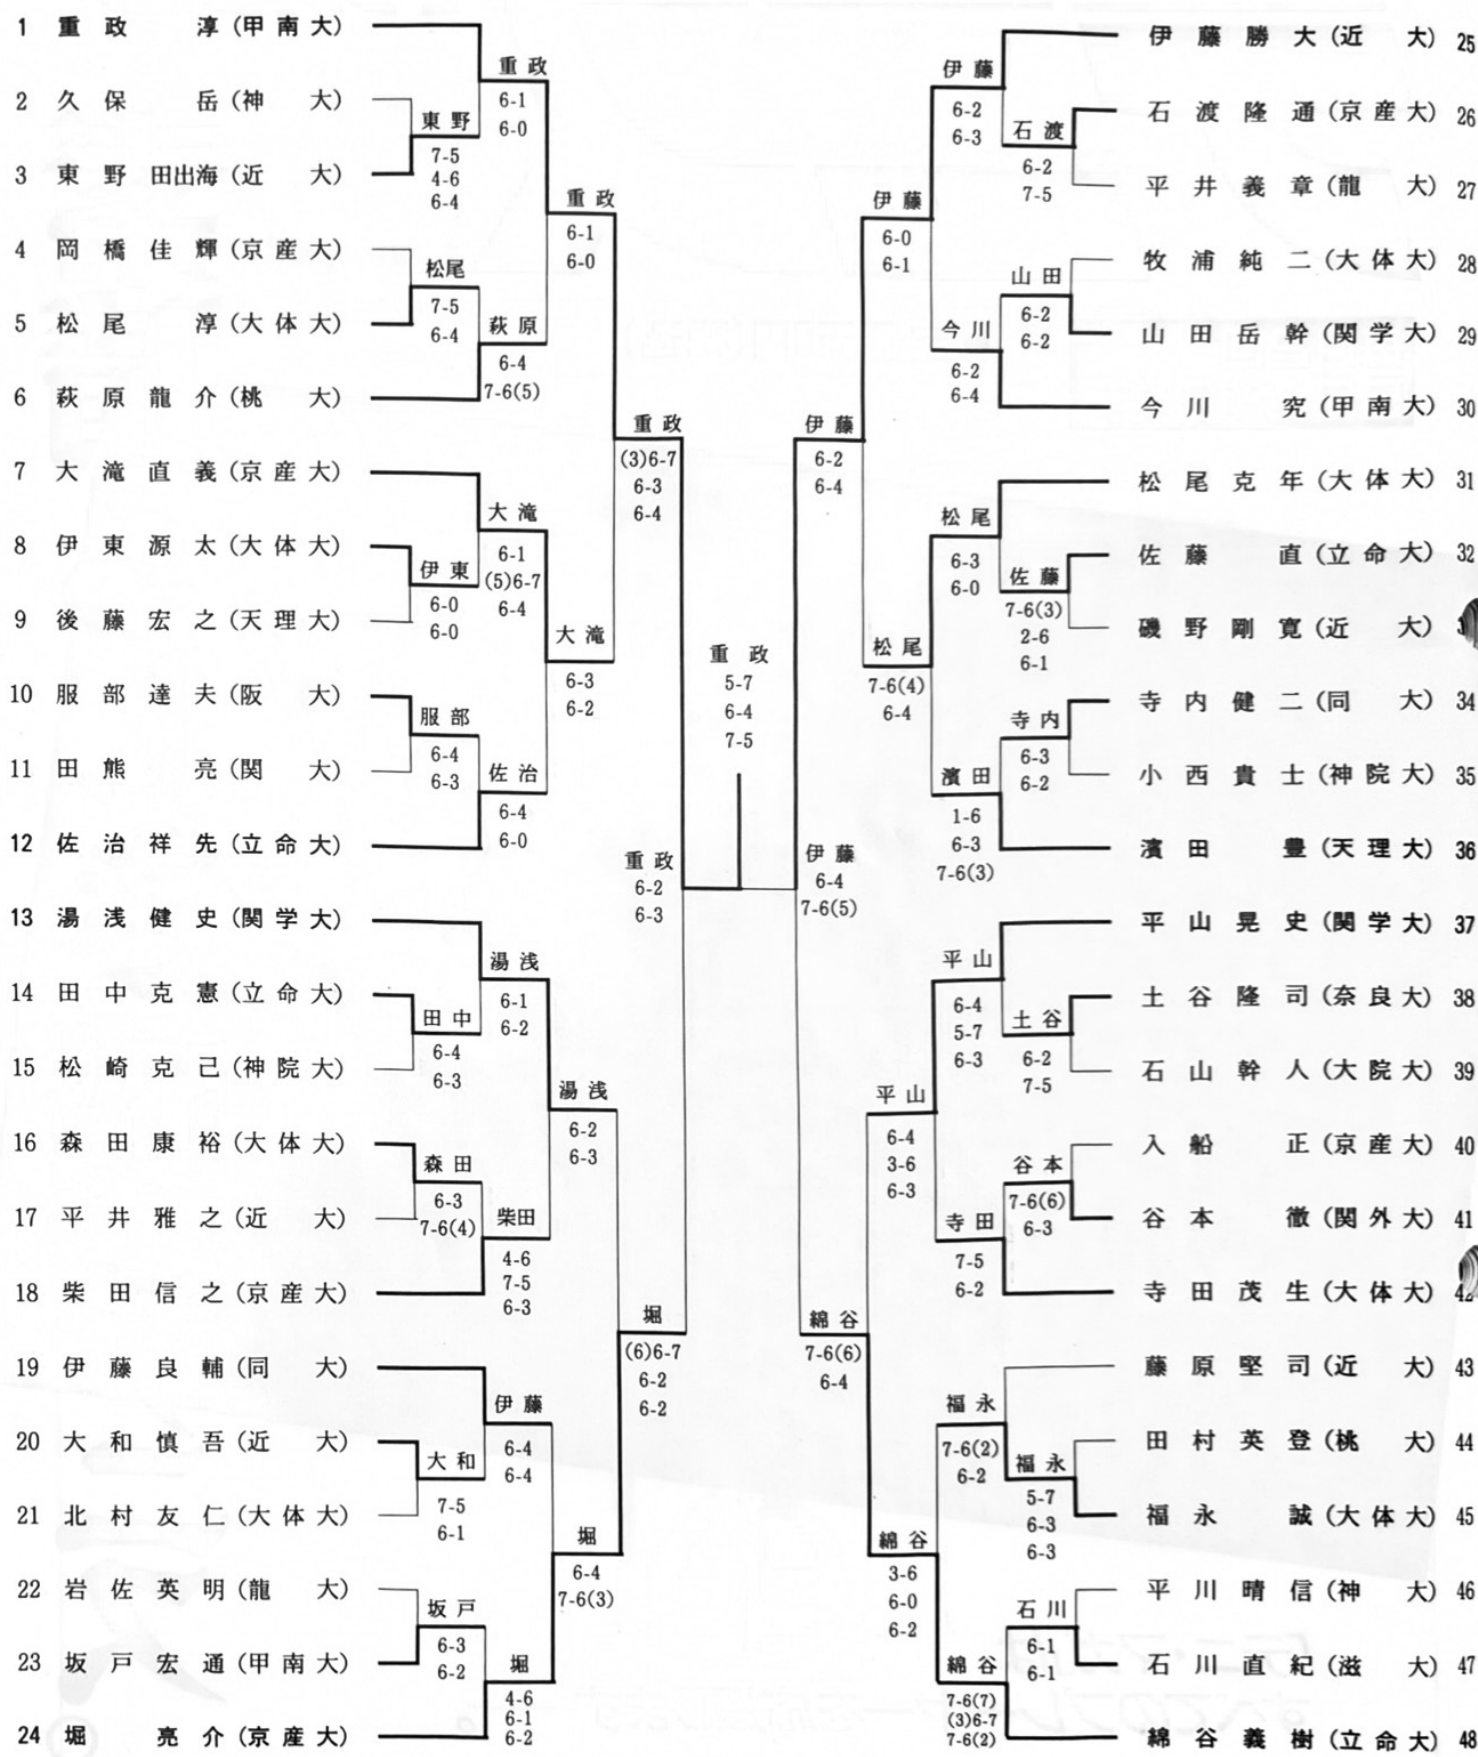 1 重政 淳 (甲南大)
2 久保 岳 (神大)
3 東野田出海 (近大)
4 岡橋佳輝 (京産大)
5 松尾 淳 (大体大)
6 萩原龍介 (桃大)
7 大滝直義 (京産大)
8 伊東源太 (大体大)
9 後藤宏之 (天理大)
10 服部達夫 (阪大)
11 田熊 亮 (関大)
12 佐治祥先 (立命大)
13 湯浅健史 (関学大)
14 田中克憲 (立命大)
15 松崎克己 (神院大)
16 森田康裕 (大体大)
17 平井雅之 (近大)
18 柴田信之 (京産大)
19 伊藤良輔 (同大)
20 大和慎吾 (近大)
21 北村友仁 (大体大)
22 岩佐英明 (龍大)
23 坂戸宏通 (甲南大)
24 堀 亮介 (京産大)
東野
7-5
4-6
6-4
松尾
7-5
6-4
伊東
6-0
6-0
服部
6-4
6-3
田中
6-4
6-3
森田
6-3
7-6(4)
大和
7-5
6-1
坂戸
6-3
6-2
重政
6-1
6-0
萩原
6-4
7-6(5)
大滝
6-1
(5)6-7
6-4
佐治
6-4
6-0
湯浅
6-1
6-2
柴田
4-6
7-5
6-3
伊藤
6-4
6-4
堀
4-6
6-1
6-2
重政
6-1
6-0
大滝
6-3
6-2
湯浅
6-2
6-3
堀
6-4
7-6(3)
重政
(3)6-7
6-3
6-4
堀
(6)6-7
6-2
6-2
重政
6-2
6-3
重政
5-7
6-4
7-5
伊藤
6-4
7-6(5)
伊藤
6-2
6-4
綿谷
7-6(6)
6-4
伊藤
6-0
6-1
松尾
7-6(4)
6-4
平山
6-4
3-6
6-3
綿谷
3-6
6-0
6-2
伊藤
6-2
6-3
今川
6-2
6-4
松尾
6-3
6-0
濱田
1-6
6-3
7-6(3)
平山
6-4
5-7
6-3
寺田
7-5
6-2
福永
7-6(2)
6-2
綿谷
7-6(7)
(3)6-7
7-6(2)
石渡
6-2
7-5
山田
6-2
6-2
佐藤
7-6(3)
2-6
6-1
寺内
6-3
6-2
土谷
6-2
7-5
谷本
7-6(6)
6-3
福永
5-7
6-3
6-3
石川
6-1
6-1
伊藤勝大 (近大) 25
石渡隆通 (京産大) 26
平井義章 (龍大) 27
牧浦純二 (大体大) 28
山田岳幹 (関学大) 29
今川 究 (甲南大) 30
松尾克年 (大体大) 31
佐藤 直 (立命大) 32
磯野剛寛 (近大)
寺内健二 (同大) 34
小西貴士 (神院大) 35
濱田 豊 (天理大) 36
平山晃史 (関学大) 37
土谷隆司 (奈良大) 38
石山幹人 (大院大) 39
入船 正 (京産大) 40
谷本 徹 (関外大) 41
寺田茂生 (大体大) 42
藤原堅司 (近大) 43
田村英登 (桃大) 44
福永 誠 (大体大) 45
平川晴信 (神大) 46
石川直紀 (滋大) 47
綿谷義樹 (立命大) 48